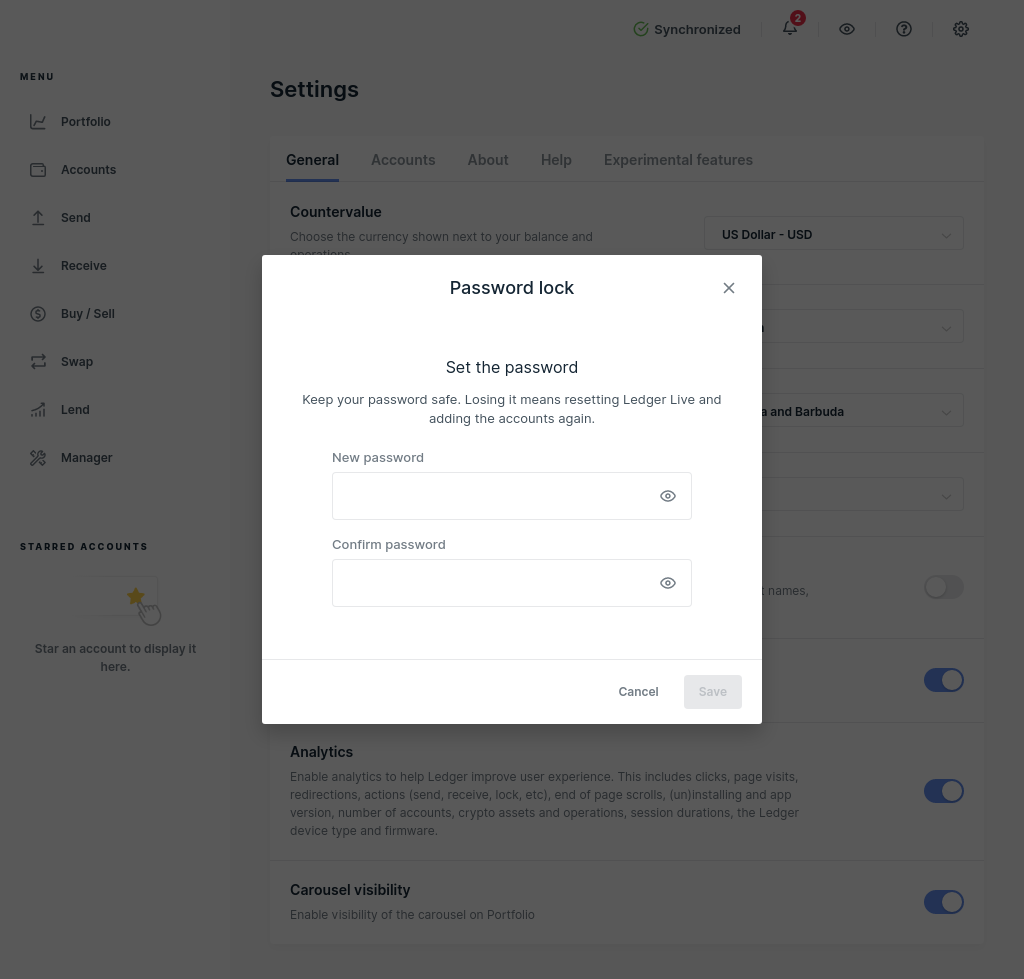 Synchronized
2
MENU
Settings
Portfolio
General Accounts About Help Experimental features
Accounts
Countervalue
Send
Choose the currency shown next to your balance and
operations.
US Dollar - USD
Receive
Password lock
Buy / Sell
Swap
Set the password
Keep your password safe. Losing it means resetting Ledger Live and
adding the accounts again.
and Barbuda
Lend
Manager
New password
Confirm password
STARRED ACCOUNTS
names,
Star an account to display it
here.
Cancel
Save
Analytics
Enable analytics to help Ledger improve user experience. This includes clicks, page visits,
redirections, actions (send, receive, lock, etc), end of page scrolls, (un)installing and app
version, number of accounts, crypto assets and operations, session durations, the Ledger
device type and firmware.
Carousel visibility
Enable visibility of the carousel on Portfolio